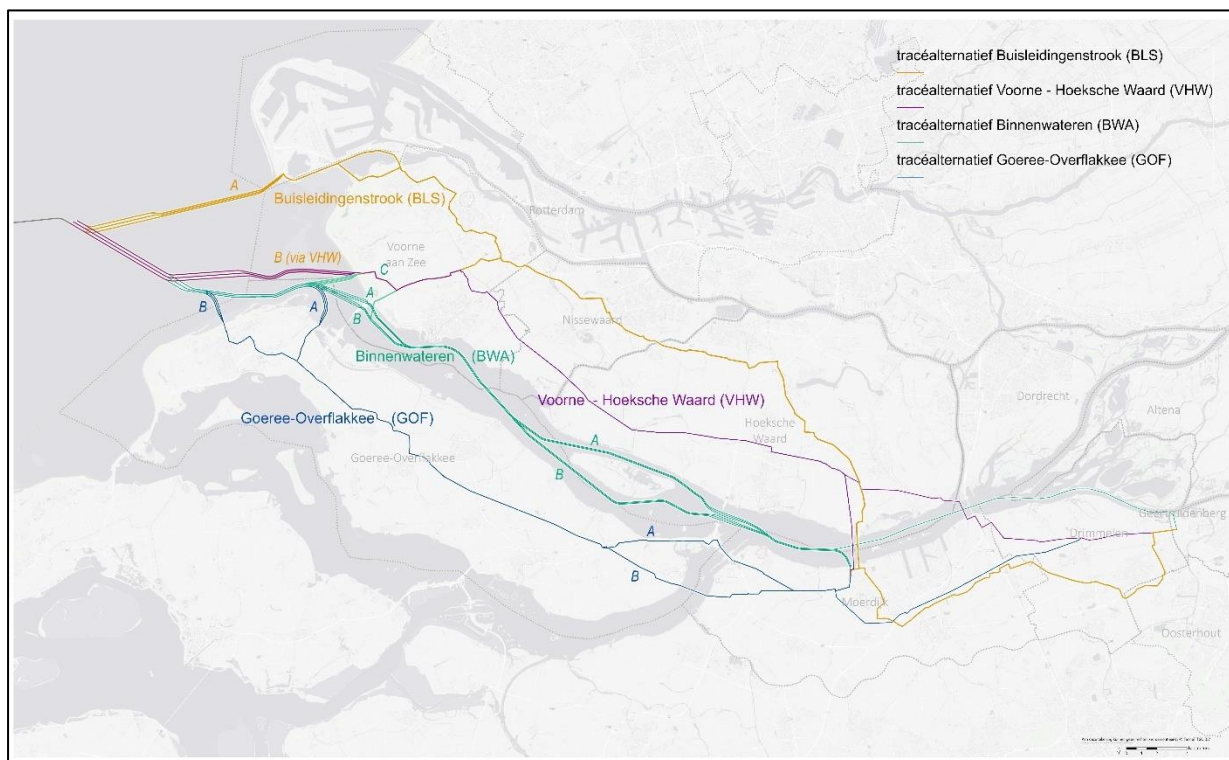 tracéalternatief Buisleidingenstrook (BLS)
tracéalternatief Voorne - Hoeksche Waard (VHW)
tracéalternatief Binnenwateren (BWA)
tracéalternatief Goeree-Overflakkee (GOF)
A
Buisleidingenstrook (BLS)
Rotterdam
Voorne
aan Zee
B (via VHW)
C
A
B
B
A
Nissewaard
Binnenwateren (BWA)
Voorne - Hoeksche Waard (VHW)
Dordrecht
Altena
Goeree-Overflakkee (GOF)
Hoeksche
Waard
A
Goeree-Overflakkee
B
Geertruidenberg
Drimmelen
A
B
Moerdijk
Oosterhout